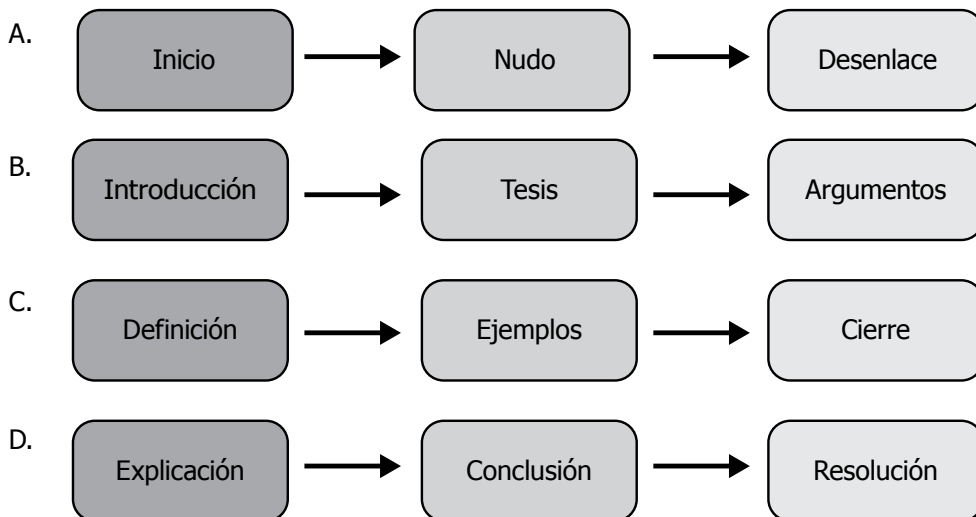 A. Inicio Nudo Desenlace
B. Introducción Tesis Argumentos
C. Definición Ejemplos Cierre
D. Explicación Conclusión Resolución